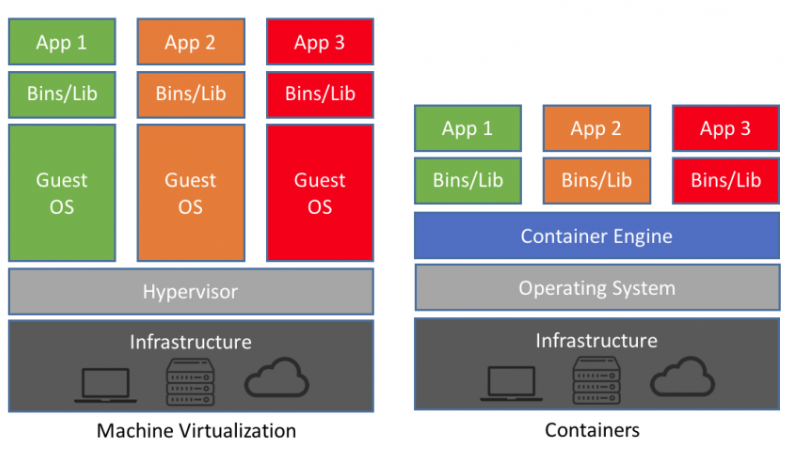 App 1
App 2
App 3
Bins/Lib
Bins/Lib
Bins/Lib
Guest
OS
Guest
OS
Guest
OS
Hypervisor
Infrastructure
Machine Virtualization
App 1
App 2
App 3
Bins/Lib
Bins/Lib
Bins/Lib
Container Engine
Operating System
Infrastructure
Containers